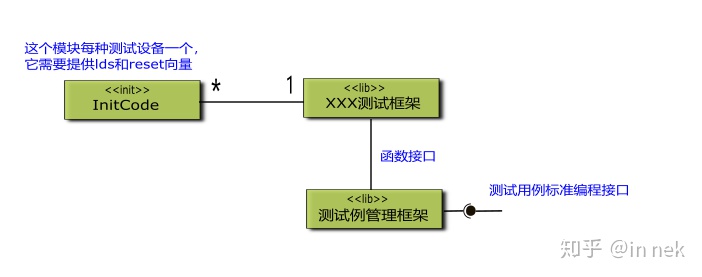 这个模块每种测试设备一个，
它需要提供lds和reset向量
<<init>>
InitCode
*
1
<<lib>>
XXX测试框架
函数接口
<<lib>>
测试例管理框架
测试用例标准编程接口
知乎 @in nek